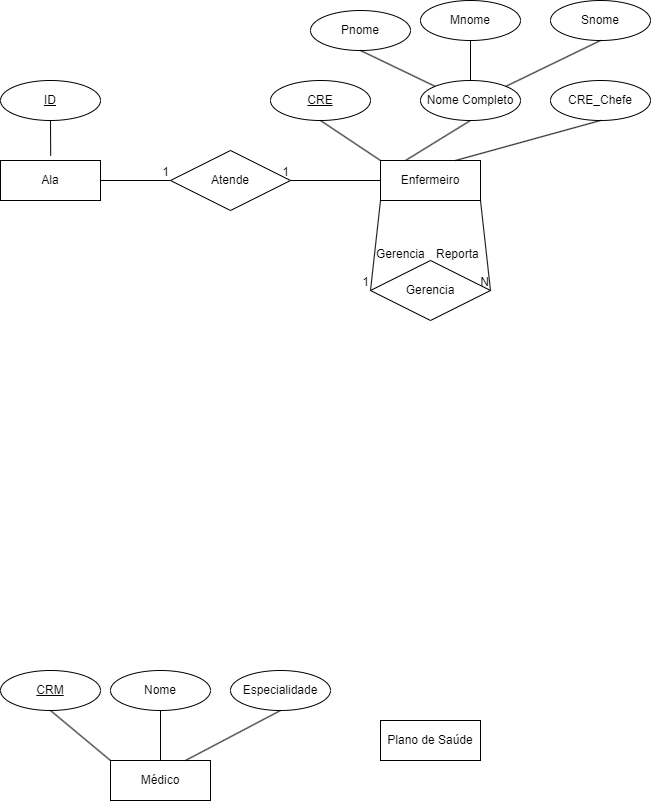 Pnome
Mnome
Snome
ID
CRE
Nome Completo
CRE_Chefe
Ala
1
Atende
1
Enfermeiro
Gerencia
Reporta
1
Gerencia
N
CRM
Nome
Especialidade
Plano de Saúde
Médico